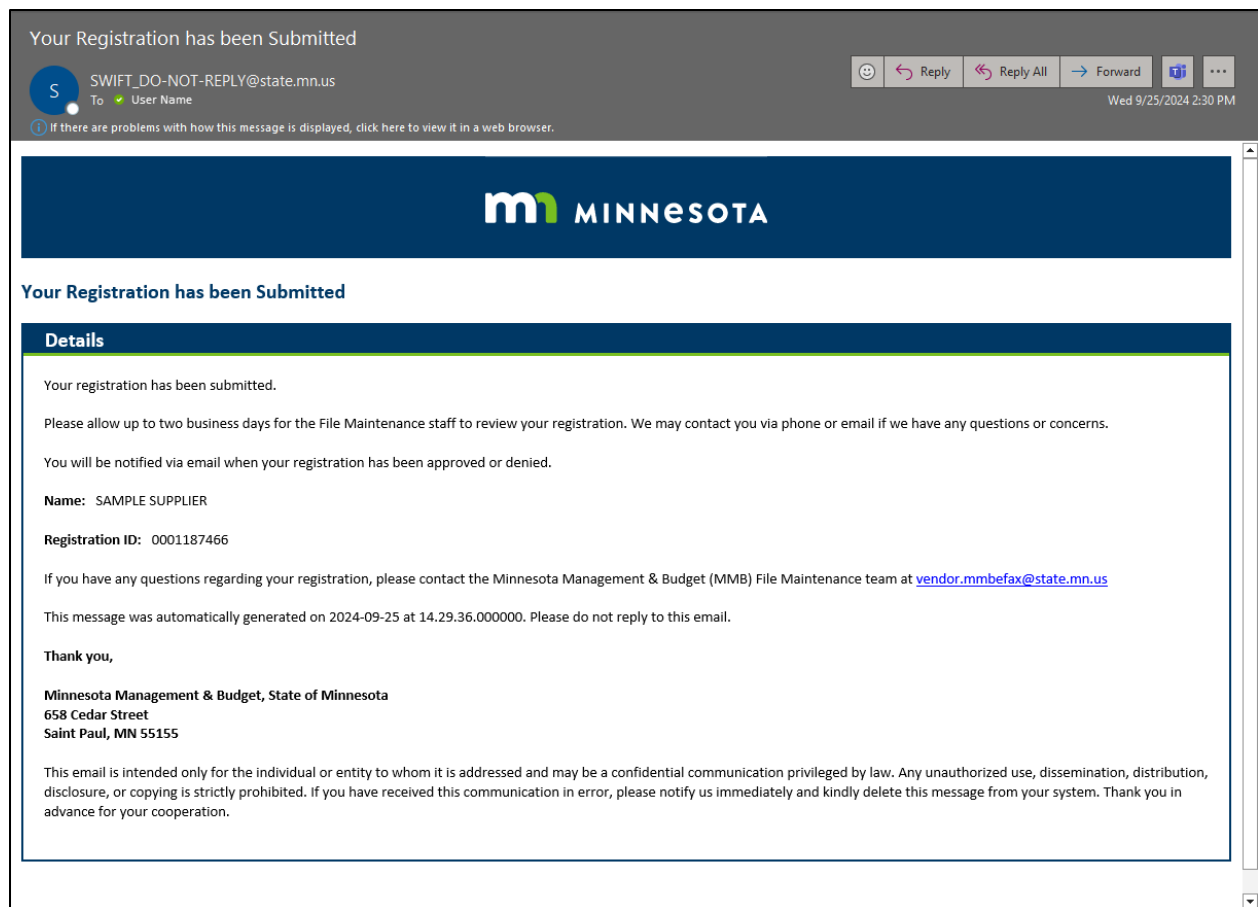 Your Registration has been Submitted
S
SWIFT_DO-NOT-REPLY@state.mn.us
To User Name
Reply
Reply All
Forward
Wed 9/25/2024 2:30 PM
If there are problems with how this message is displayed, click here to view it in a web browser.
mn MINNESOTA
Your Registration has been Submitted
Details
Your registration has been submitted.
Please allow up to two business days for the File Maintenance staff to review your registration. We may contact you via phone or email if we have any questions or concerns.
You will be notified via email when your registration has been approved or denied.
Name: SAMPLE SUPPLIER
Registration ID: 0001187466
If you have any questions regarding your registration, please contact the Minnesota Management & Budget (MMB) File Maintenance team at vendor.mmbefax@state.mn.us
This message was automatically generated on 2024-09-25 at 14.29.36.000000. Please do not reply to this email.
Thank you,
Minnesota Management & Budget, State of Minnesota
658 Cedar Street
Saint Paul, MN 55155
This email is intended only for the individual or entity to whom it is addressed and may be a confidential communication privileged by law. Any unauthorized use, dissemination, distribution,
disclosure, or copying is strictly prohibited. If you have received this communication in error, please notify us immediately and kindly delete this message from your system. Thank you in
advance for your cooperation.